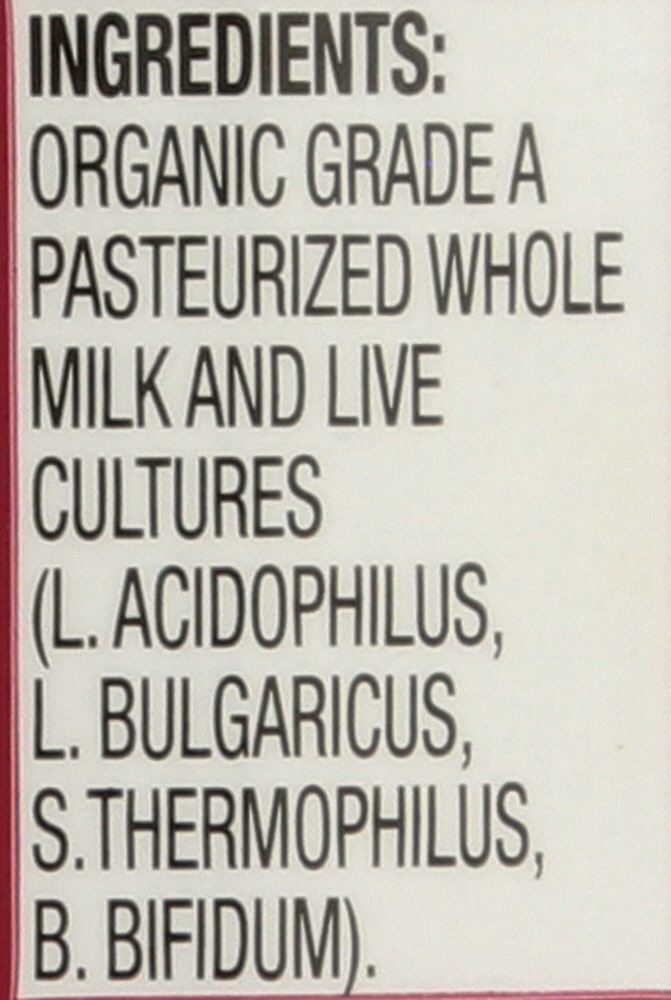 INGREDIENTS:
ORGANIC GRADE A
PASTEURIZED WHOLE
MILK AND LIVE
CULTURES
(L. ACIDOPHILUS,
L. BULGARICUS,
S. THERMOPHILUS,
B. BIFIDUM).